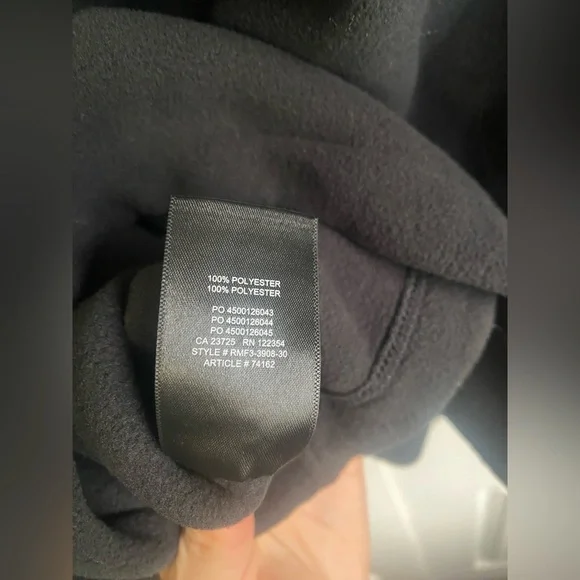 100% POLYESTER
100% POLYESTER
PO 4500126043
PO 4500126044
PO 4500126045
CA 23725 RN 122354
STYLE # RMF3-3908-30
ARTICLE # 74162